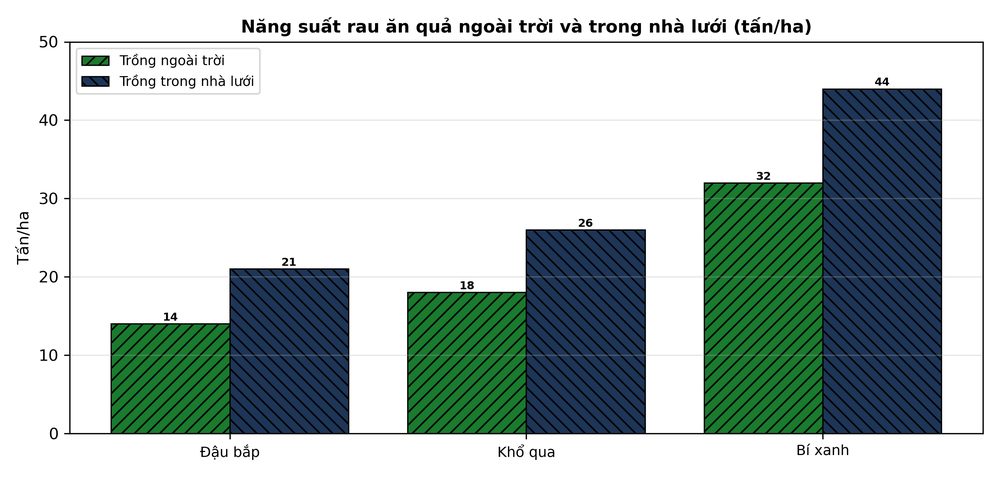 Năng suất rau ăn quả ngoài trời và trong nhà lưới (tấn/ha)
Trồng ngoài trời
Trồng trong nhà lưới
Tấn/ha
50
40
30
20
10
0
14
21
18
26
32
44
Đậu bắp
Khổ qua
Bí xanh